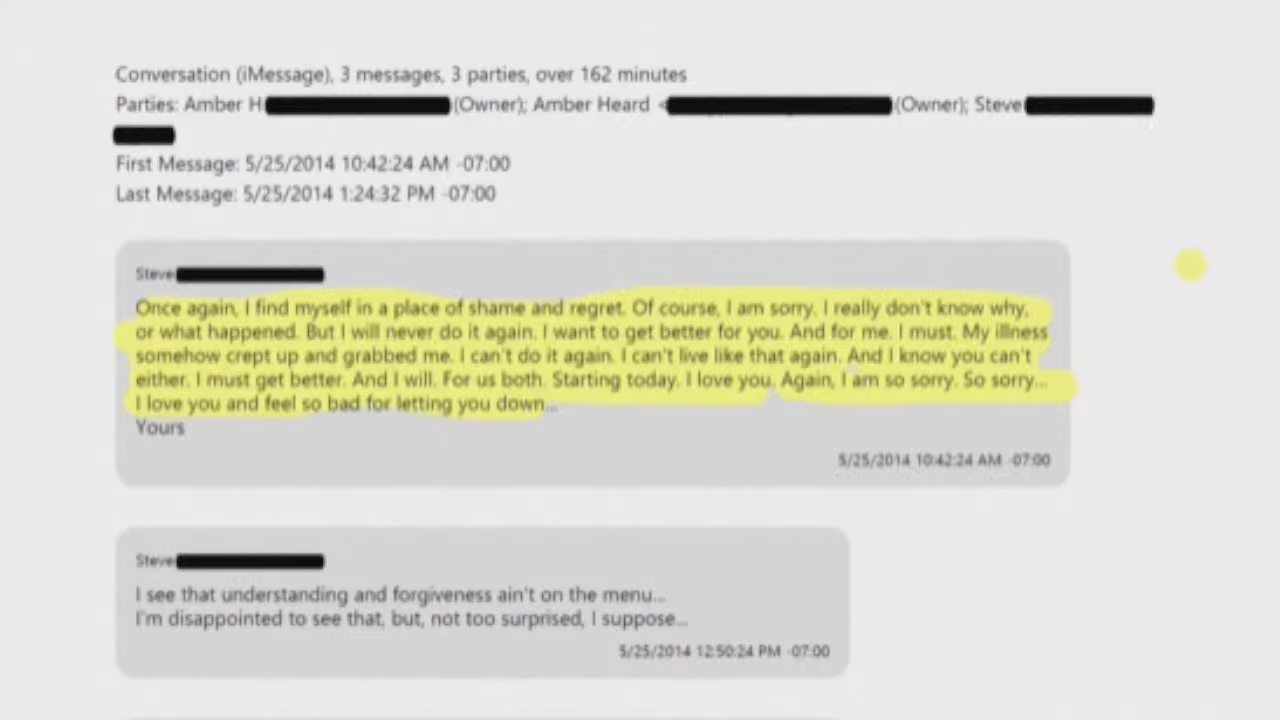 Conversation (iMessage), 3 messages, 3 parties, over 162 minutes
Parties: Amber H (Owner); Amber Heard < (Owner); Steve
First Message: 5/25/2014 10:42:24 AM -07:00
Last Message: 5/25/2014 1:24:32 PM -07:00
Steve
Once again, I find myself in a place of shame and regret. Of course, I am sorry. I really don't know why,
or what happened. But I will never do it again. I want to get better for you. And for me. I must. My illness
somehow crept up and grabbed me. I can't do it again. I can't live like that again. And I know you can't
either. I must get better. And I will. For us both. Starting today. I love you. Again, I am so sorry. So sorry...
I love you and feel so bad for letting you down...
Yours
5/25/2014 10:42:24 AM -07:00
Steve
I see that understanding and forgiveness ain't on the menu...
I'm disappointed to see that, but, not too surprised, I suppose...
5/25/2014 12:50:24 PM -07:00